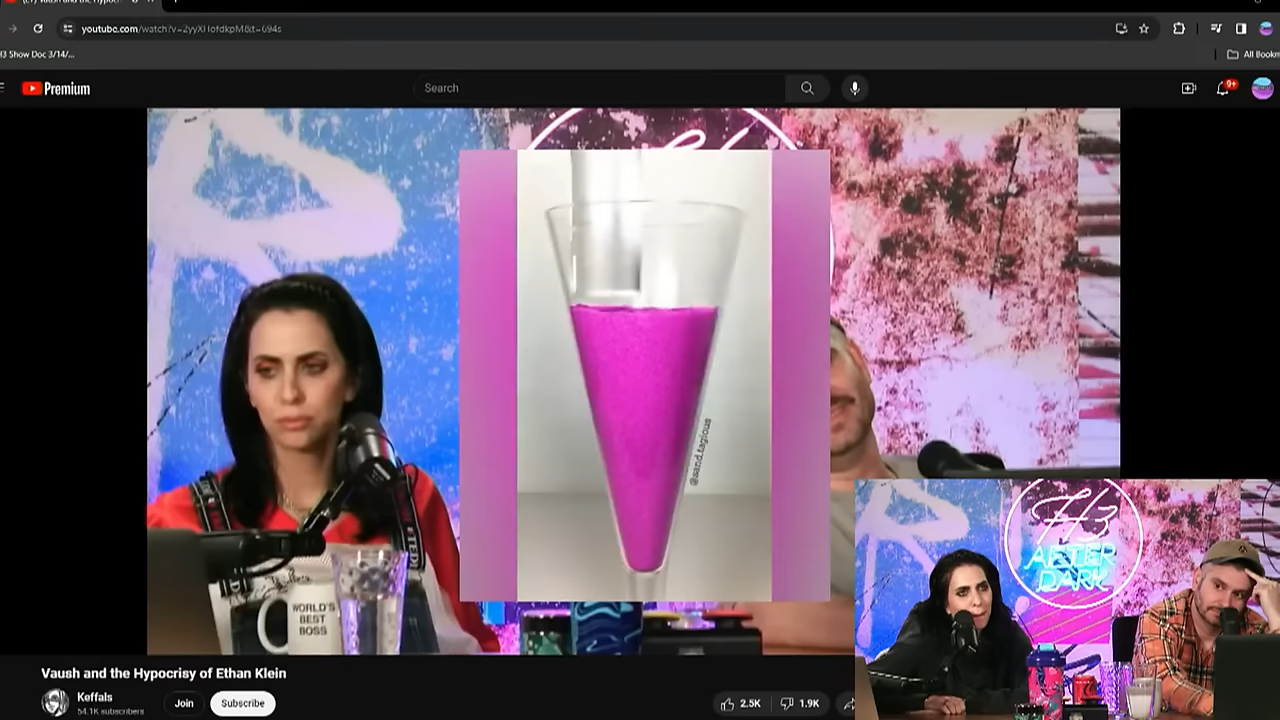 youtube.com/watch?v=2yyXHofdkpM&t=694s
H3 Show Doc 3/14/...
All Bookm
Premium
Search
9+
@sand.tagious
WORLD'S
BEST
BOSS
H3
AFTER
DARK
Vaush and the Hypocrisy of Ethan Klein
Keffals
54.1K subscribers
Join
Subscribe
2.5K
1.9K